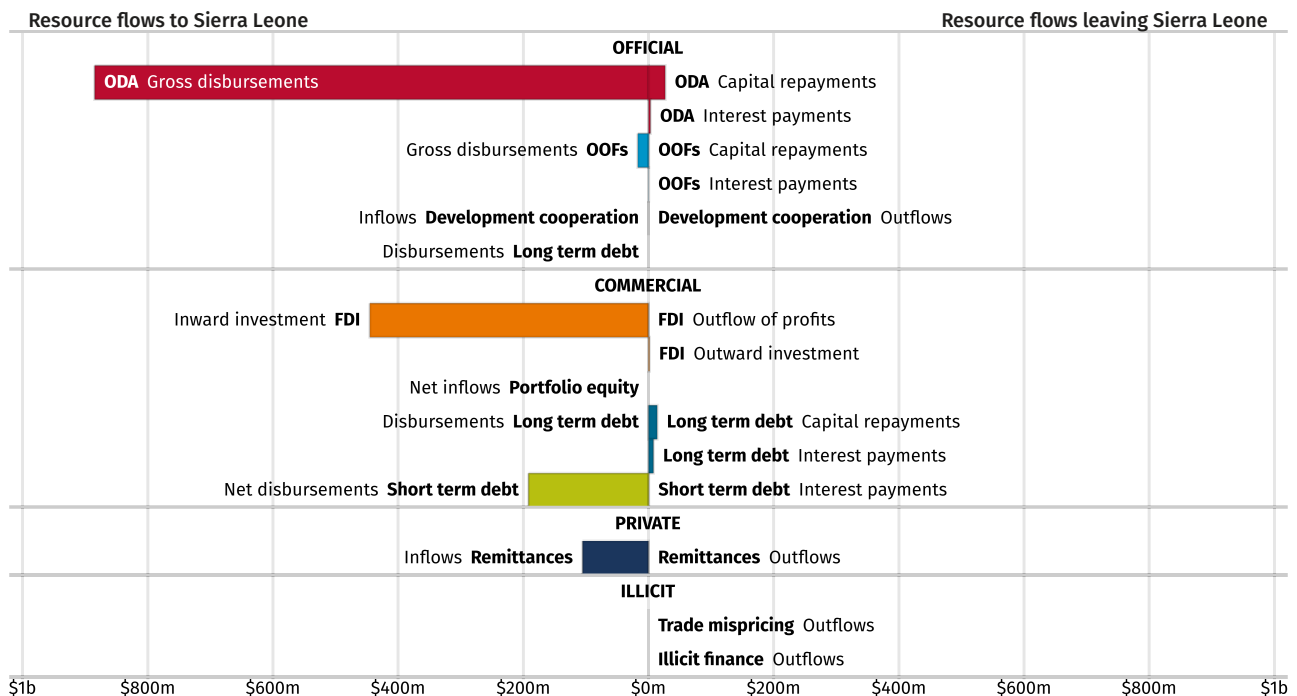 Resource flows to Sierra Leone Resource flows leaving Sierra Leone
OFFICIAL
ODA Gross disbursements ODA Capital repayments
ODA Interest payments
Gross disbursements OOFs OOFs Capital repayments
OOFs Interest payments
Inflows Development cooperation Development cooperation Outflows
Disbursements Long term debt
COMMERCIAL
Inward investment FDI FDI Outflow of profits
FDI Outward investment
Net inflows Portfolio equity
Disbursements Long term debt Long term debt Capital repayments
Long term debt Interest payments
Net disbursements Short term debt Short term debt Interest payments
PRIVATE
Inflows Remittances Remittances Outflows
ILLICIT
Trade mispricing Outflows
Illicit finance Outflows
$1b $800m $600m $400m $200m $0m $200m $400m $600m $800m $1b